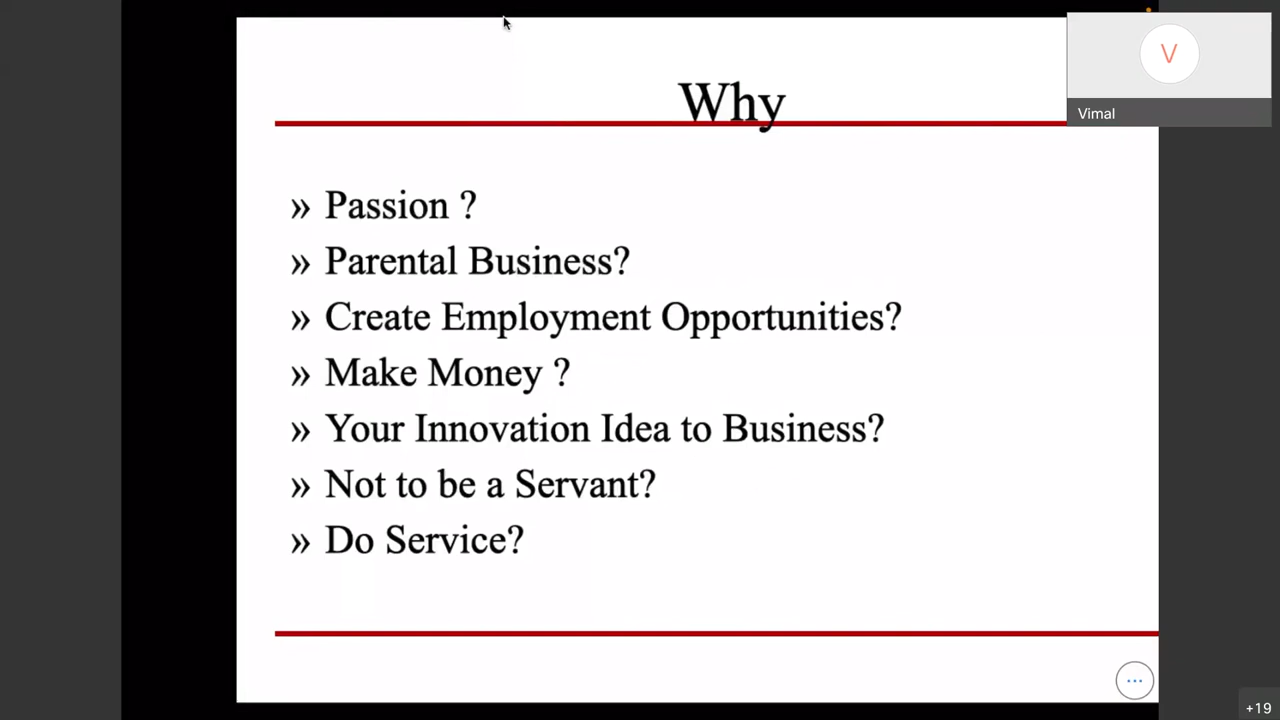 Why
V
Vimal
» Passion ?
» Parental Business?
» Create Employment Opportunities?
» Make Money ?
» Your Innovation Idea to Business?
» Not to be a Servant?
» Do Service?
...
+19